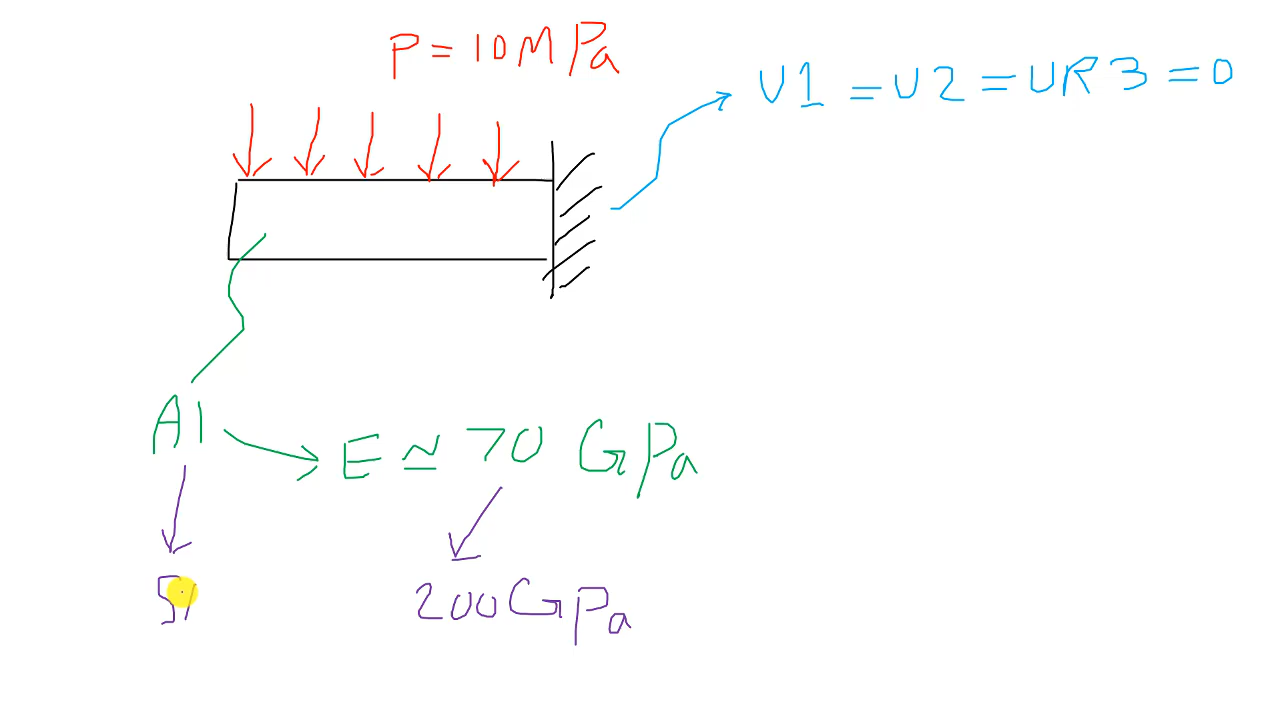 P = 10 MPa
U1 = U2 = UR3 = 0
Al
E ≃ 70 GPa
200 GPa